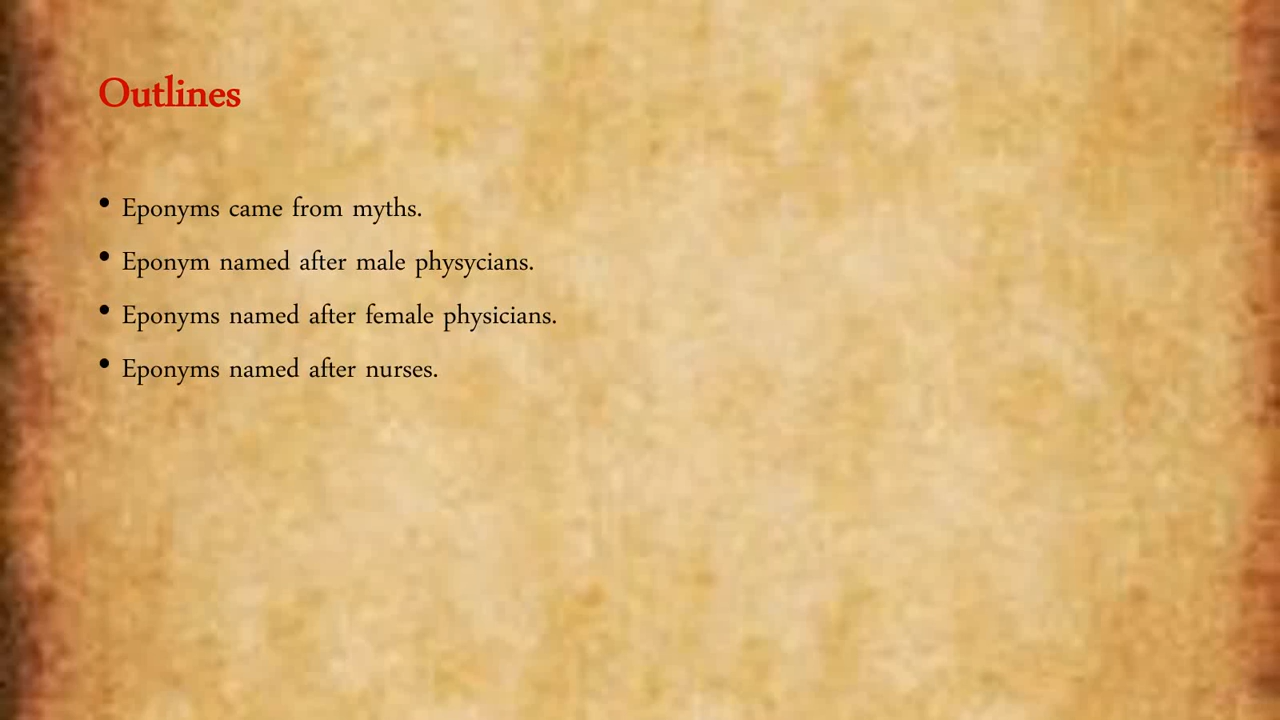 Outlines
• Eponyms came from myths.
• Eponym named after male physycians.
• Eponyms named after female physicians.
• Eponyms named after nurses.